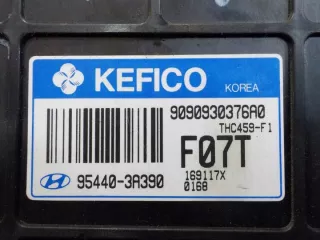 KEFICO KOREA
9090930376A0
THC459-F1
F07T
95440-3A390
169117X
0168